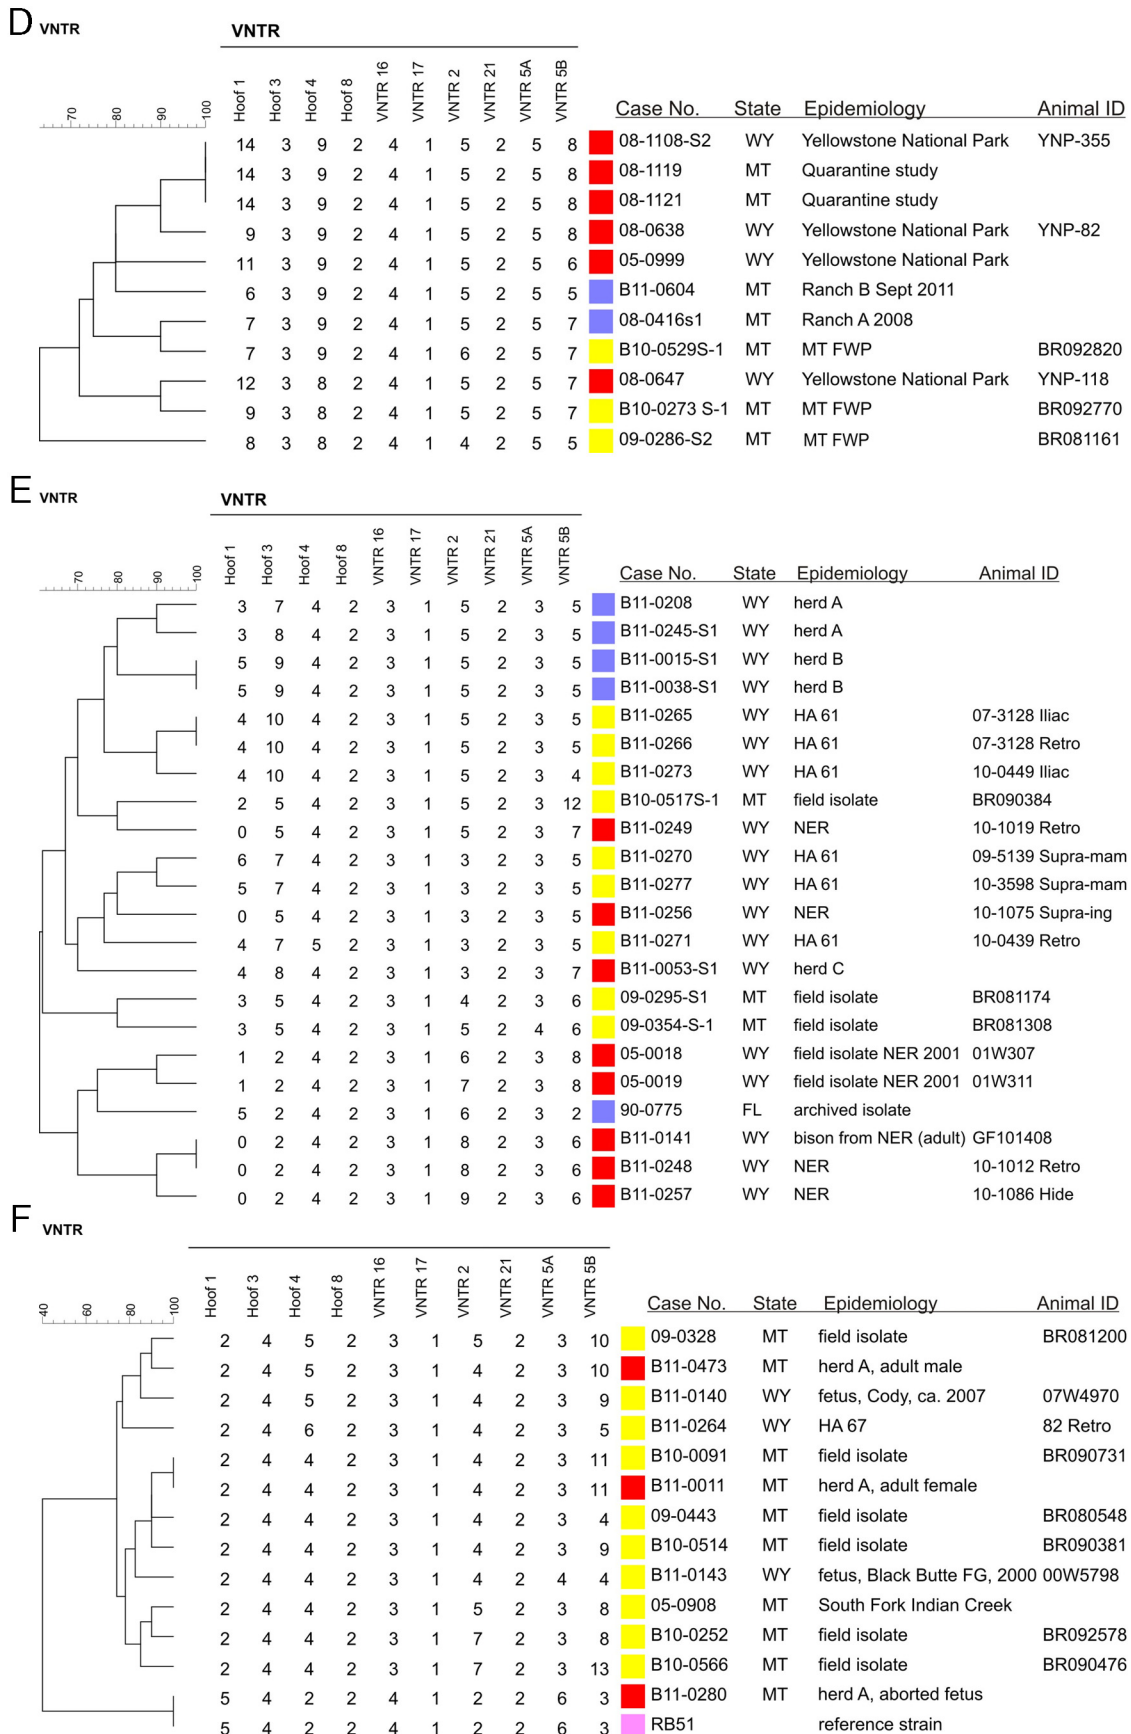 D VNTR VNTR
Hoof 1 Hoof 3 Hoof 4 Hoof 8 VNTR 16 VNTR 17 VNTR 2 VNTR 21 VNTR 5A VNTR 5B
70 80 90 100 Case No. State Epidemiology Animal ID
14 3 9 2 4 1 5 2 5 8 08-1108-S2 WY Yellowstone National Park YNP-355
14 3 9 2 4 1 5 2 5 8 08-1119 MT Quarantine study
14 3 9 2 4 1 5 2 5 8 08-1121 MT Quarantine study
9 3 9 2 4 1 5 2 5 8 08-0638 WY Yellowstone National Park YNP-82
11 3 9 2 4 1 5 2 5 6 05-0999 WY Yellowstone National Park
6 3 9 2 4 1 5 2 5 5 B11-0604 MT Ranch B Sept 2011
7 3 9 2 4 1 5 2 5 7 08-0416s1 MT Ranch A 2008
7 3 9 2 4 1 6 2 5 7 B10-0529S-1 MT MT FWP BR092820
12 3 8 2 4 1 5 2 5 7 08-0647 WY Yellowstone National Park YNP-118
9 3 8 2 4 1 5 2 5 7 B10-0273 S-1 MT MT FWP BR092770
8 3 8 2 4 1 4 2 5 5 09-0286-S2 MT MT FWP BR081161
E VNTR VNTR
Hoof 1 Hoof 3 Hoof 4 Hoof 8 VNTR 16 VNTR 17 VNTR 2 VNTR 21 VNTR 5A VNTR 5B
70 80 90 100 Case No. State Epidemiology Animal ID
3 7 4 2 3 1 5 2 3 5 B11-0208 WY herd A
3 8 4 2 3 1 5 2 3 5 B11-0245-S1 WY herd A
5 9 4 2 3 1 5 2 3 5 B11-0015-S1 WY herd B
5 9 4 2 3 1 5 2 3 5 B11-0038-S1 WY herd B
4 10 4 2 3 1 5 2 3 5 B11-0265 WY HA 61 07-3128 Iliac
4 10 4 2 3 1 5 2 3 5 B11-0266 WY HA 61 07-3128 Retro
4 10 4 2 3 1 5 2 3 4 B11-0273 WY HA 61 10-0449 Iliac
2 5 4 2 3 1 5 2 3 12 B10-0517S-1 MT field isolate BR090384
0 5 4 2 3 1 5 2 3 7 B11-0249 WY NER 10-1019 Retro
6 7 4 2 3 1 3 2 3 5 B11-0270 WY HA 61 09-5139 Supra-mam
5 7 4 2 3 1 3 2 3 5 B11-0277 WY HA 61 10-3598 Supra-mam
0 5 4 2 3 1 3 2 3 5 B11-0256 WY NER 10-1075 Supra-ing
4 7 5 2 3 1 3 2 3 5 B11-0271 WY HA 61 10-0439 Retro
4 8 4 2 3 1 3 2 3 7 B11-0053-S1 WY herd C
3 5 4 2 3 1 4 2 3 6 09-0295-S1 MT field isolate BR081174
3 5 4 2 3 1 5 2 4 6 09-0354-S-1 MT field isolate BR081308
1 2 4 2 3 1 6 2 3 8 05-0018 WY field isolate NER 2001 01W307
1 2 4 2 3 1 7 2 3 8 05-0019 WY field isolate NER 2001 01W311
5 2 4 2 3 1 6 2 3 2 90-0775 FL archived isolate
0 2 4 2 3 1 8 2 3 6 B11-0141 WY bison from NER (adult) GF101408
0 2 4 2 3 1 8 2 3 6 B11-0248 WY NER 10-1012 Retro
0 2 4 2 3 1 9 2 3 6 B11-0257 WY NER 10-1086 Hide
F VNTR
Hoof 1 Hoof 3 Hoof 4 Hoof 8 VNTR 16 VNTR 17 VNTR 2 VNTR 21 VNTR 5A VNTR 5B
40 60 80 100 Case No. State Epidemiology Animal ID
2 4 5 2 3 1 5 2 3 10 09-0328 MT field isolate BR081200
2 4 5 2 3 1 4 2 3 10 B11-0473 MT herd A, adult male
2 4 5 2 3 1 4 2 3 9 B11-0140 WY fetus, Cody, ca. 2007 07W4970
2 4 6 2 3 1 4 2 3 5 B11-0264 WY HA 67 82 Retro
2 4 4 2 3 1 4 2 3 11 B10-0091 MT field isolate BR090731
2 4 4 2 3 1 4 2 3 11 B11-0011 MT herd A, adult female
2 4 4 2 3 1 4 2 3 4 09-0443 MT field isolate BR080548
2 4 4 2 3 1 4 2 3 9 B10-0514 MT field isolate BR090381
2 4 4 2 3 1 4 2 4 4 B11-0143 WY fetus, Black Butte FG, 2000 00W5798
2 4 4 2 3 1 5 2 3 8 05-0908 MT South Fork Indian Creek
2 4 4 2 3 1 7 2 3 8 B10-0252 MT field isolate BR092578
2 4 4 2 3 1 7 2 3 13 B10-0566 MT field isolate BR090476
5 4 2 2 4 1 2 2 6 3 B11-0280 MT herd A, aborted fetus
5 4 2 2 4 1 2 2 6 3 RB51 reference strain